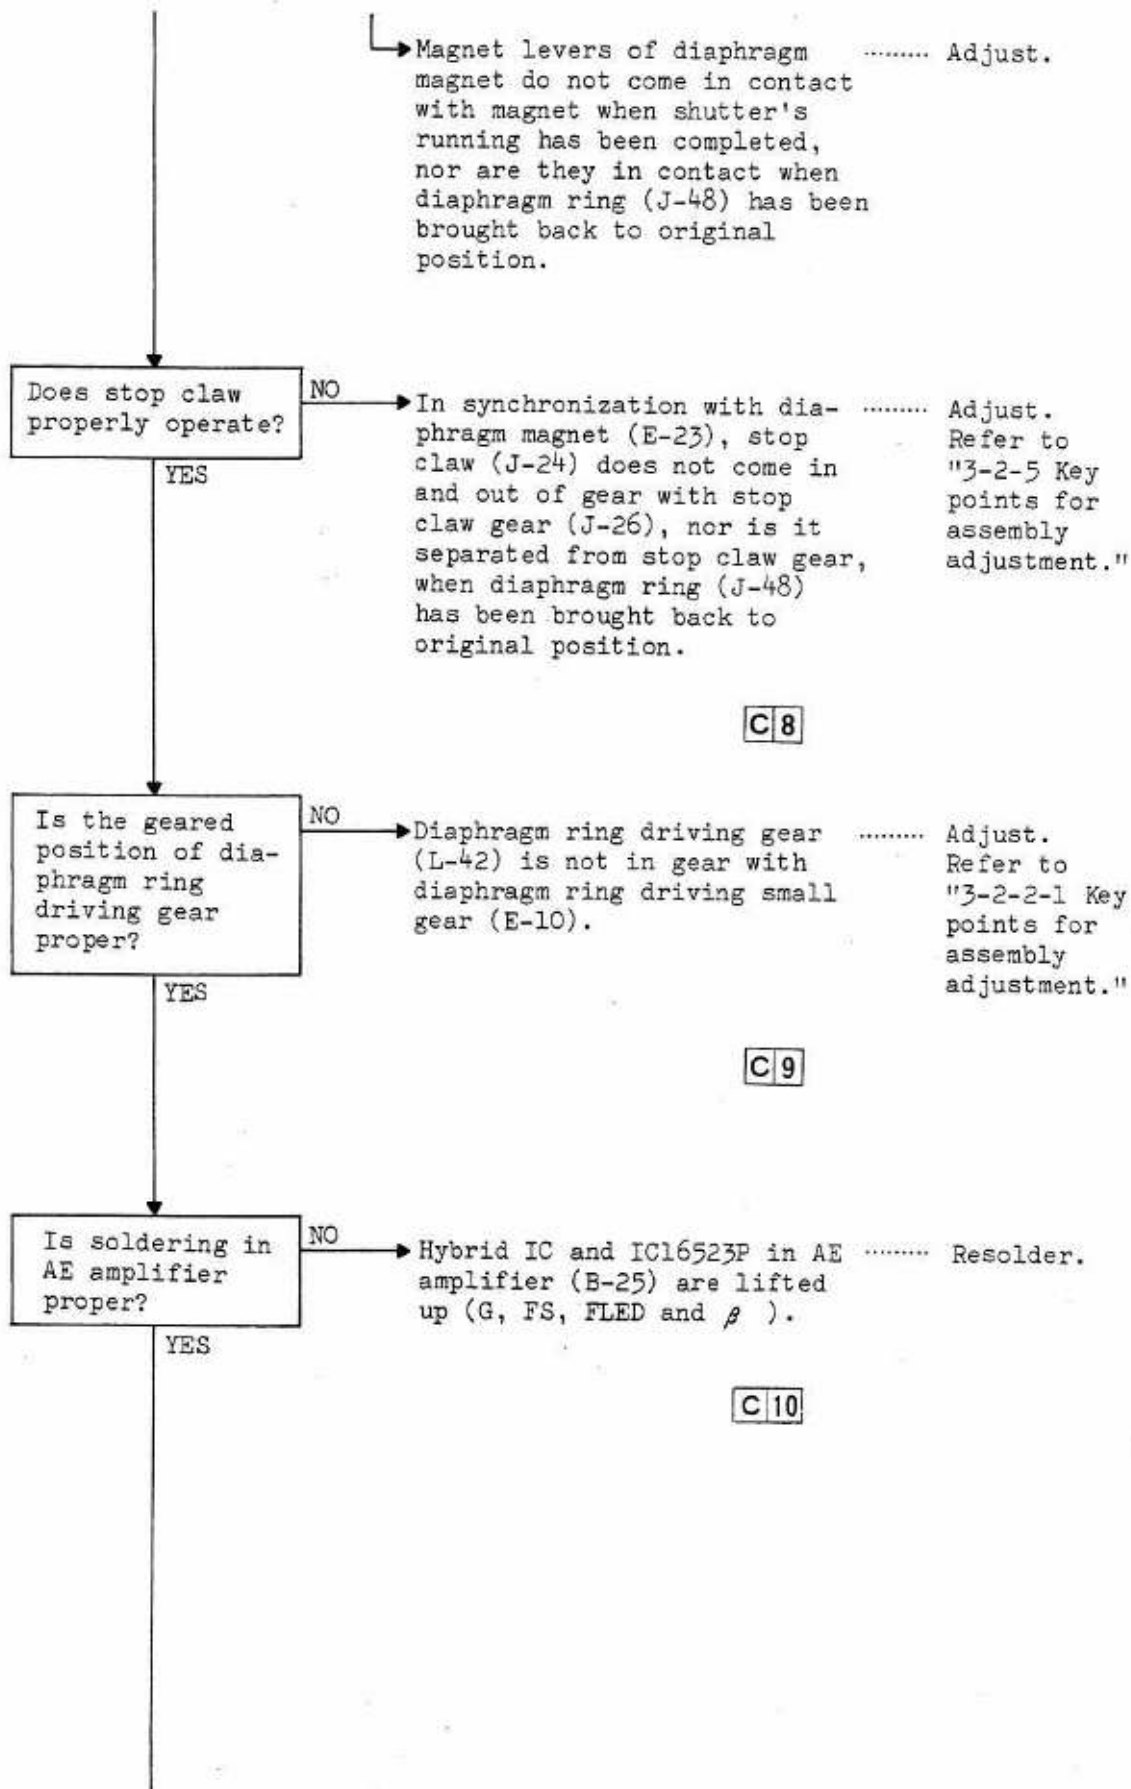 Magnet levers of diaphragm ......... Adjust.
magnet do not come in contact
with magnet when shutter's
running has been completed,
nor are they in contact when
diaphragm ring (J-48) has been
brought back to original
position.
Does stop claw
properly operate?
NO
YES
In synchronization with dia- ......... Adjust.
phragm magnet (E-23), stop
claw (J-24) does not come in
and out of gear with stop
claw gear (J-26), nor is it
separated from stop claw gear,
when diaphragm ring (J-48)
has been brought back to
original position.
Refer to
"3-2-5 Key
points for
assembly
adjustment."
C 8
Is the geared
position of dia-
phragm ring
driving gear
proper?
NO
YES
Diaphragm ring driving gear ......... Adjust.
(L-42) is not in gear with
diaphragm ring driving small
gear (E-10).
Refer to
"3-2-2-1 Key
points for
assembly
adjustment."
C 9
Is soldering in
AE amplifier
proper?
NO
YES
Hybrid IC and IC16523P in AE ......... Resolder.
amplifier (B-25) are lifted
up (G, FS, FLED and β ).
C 10